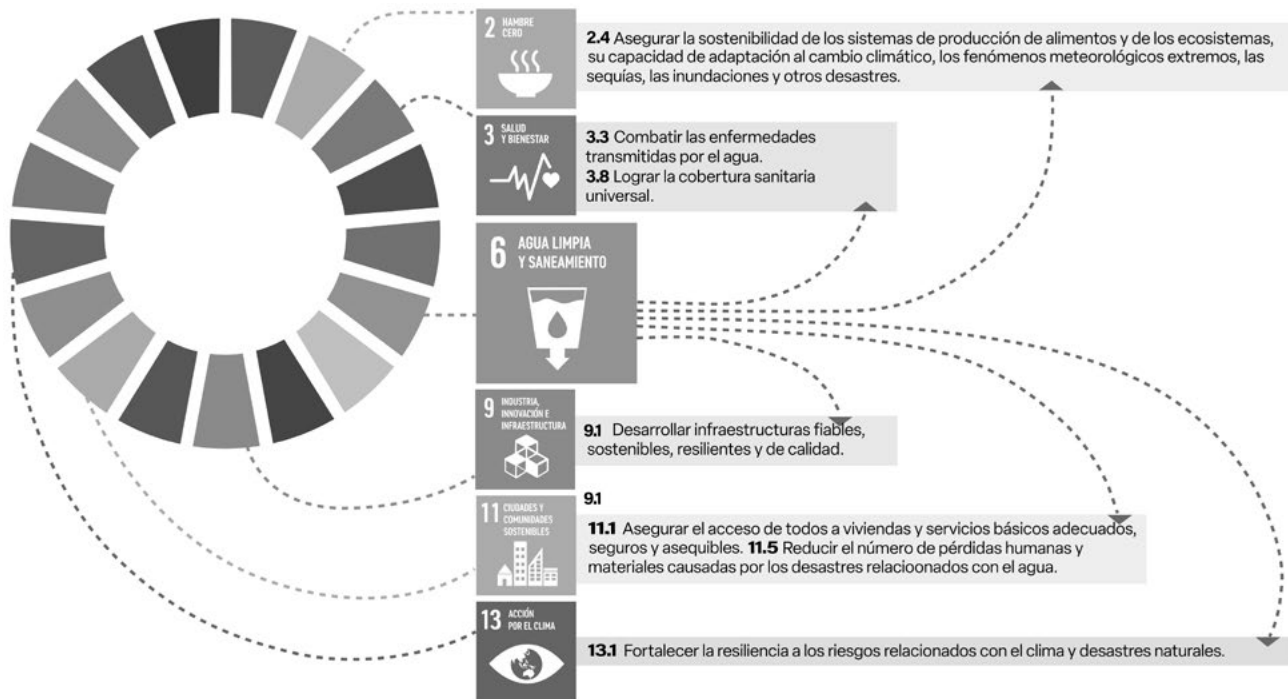 2 HAMBRE
CERO
2.4 Asegurar la sostenibilidad de los sistemas de producción de alimentos y de los ecosistemas,
su capacidad de adaptación al cambio climático, los fenómenos meteorológicos extremos, las
sequías, las inundaciones y otros desastres.
3 SALUD
Y BIENESTAR
3.3 Combatir las enfermedades
transmitidas por el agua.
3.8 Lograr la cobertura sanitaria
universal.
6 AGUA LIMPIA
Y SANEAMIENTO
9 INDUSTRIA,
INNOVACIÓN E
INFRAESTRUCTURA
9.1 Desarrollar infraestructuras fiables,
sostenibles, resilientes y de calidad.
9.1
11 CIUDADES Y
COMUNIDADES
SOSTENIBLES
11.1 Asegurar el acceso de todos a viviendas y servicios básicos adecuados,
seguros y asequibles. 11.5 Reducir el número de pérdidas humanas y
materiales causadas por los desastres relacioonados con el agua.
13 ACCIÓN
POR EL CLIMA
13.1 Fortalecer la resiliencia a los riesgos relacionados con el clima y desastres naturales.